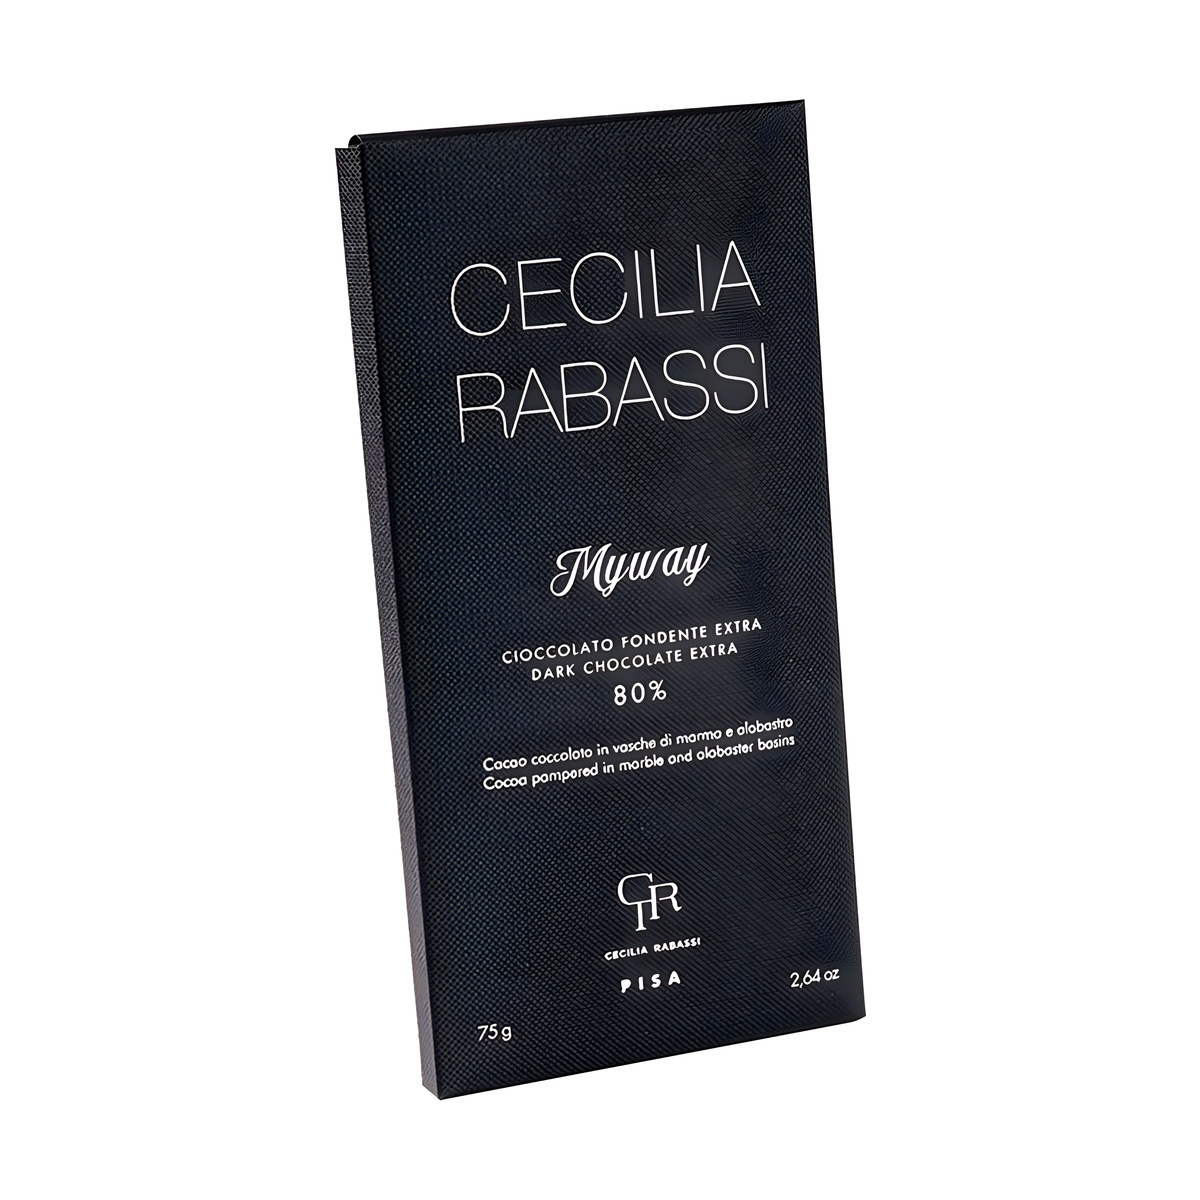 CECILIA
RABASSI
Myway
CIOCCOLATO FONDENTE EXTRA
DARK CHOCOLATE EXTRA
80%
Cacao coccolato in vasche di marmo e alabastro
Cocoa pampered in marble and alabaster basins
CR
CECILIA RABASSI
PISA
75 g
2,64 oz